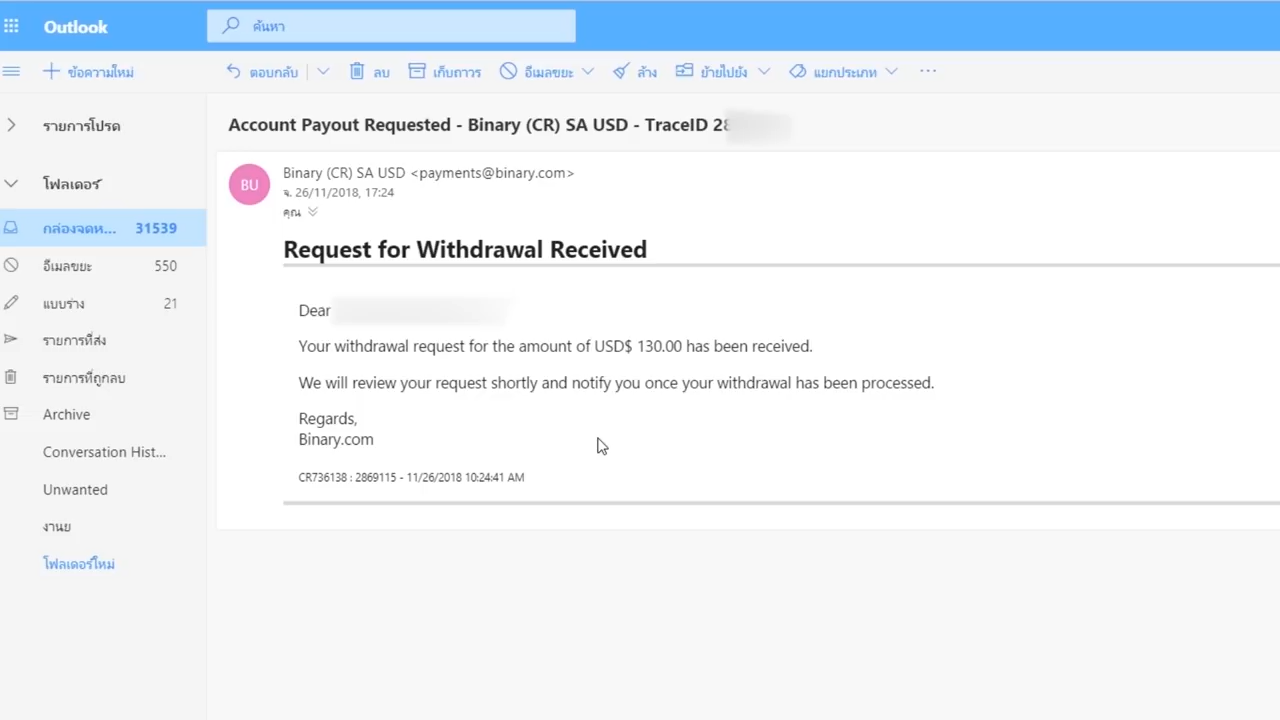 Outlook
ค้นหา
ข้อความใหม่
ตอบกลับ
ลบ
เก็บถาวร
อีเมลขยะ
ล้าง
ย้ายไปยัง
แยกประเภท
รายการโปรด
โฟลเดอร์
กล่องจดห... 31539
อีเมลขยะ 550
แบบร่าง 21
รายการที่ส่ง
รายการที่ถูกลบ
Archive
Conversation Hist...
Unwanted
งานย
โฟลเดอร์ใหม่
Account Payout Requested - Binary (CR) SA USD - TraceID 28
BU
Binary (CR) SA USD <payments@binary.com>
จ. 26/11/2018, 17:24
คุณ
Request for Withdrawal Received
Dear
Your withdrawal request for the amount of USD$ 130.00 has been received.
We will review your request shortly and notify you once your withdrawal has been processed.
Regards,
Binary.com
CR736138 : 2869115 - 11/26/2018 10:24:41 AM